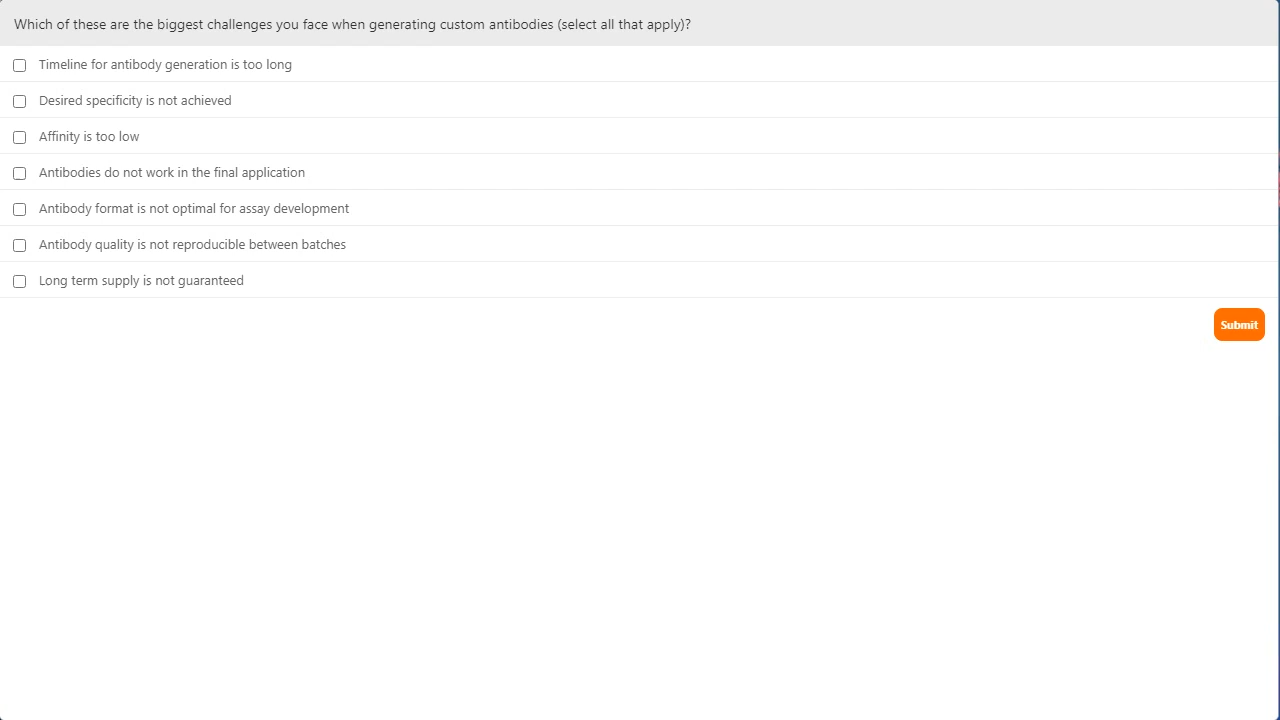 Which of these are the biggest challenges you face when generating custom antibodies (select all that apply)?
Timeline for antibody generation is too long
Desired specificity is not achieved
Affinity is too low
Antibodies do not work in the final application
Antibody format is not optimal for assay development
Antibody quality is not reproducible between batches
Long term supply is not guaranteed
Submit